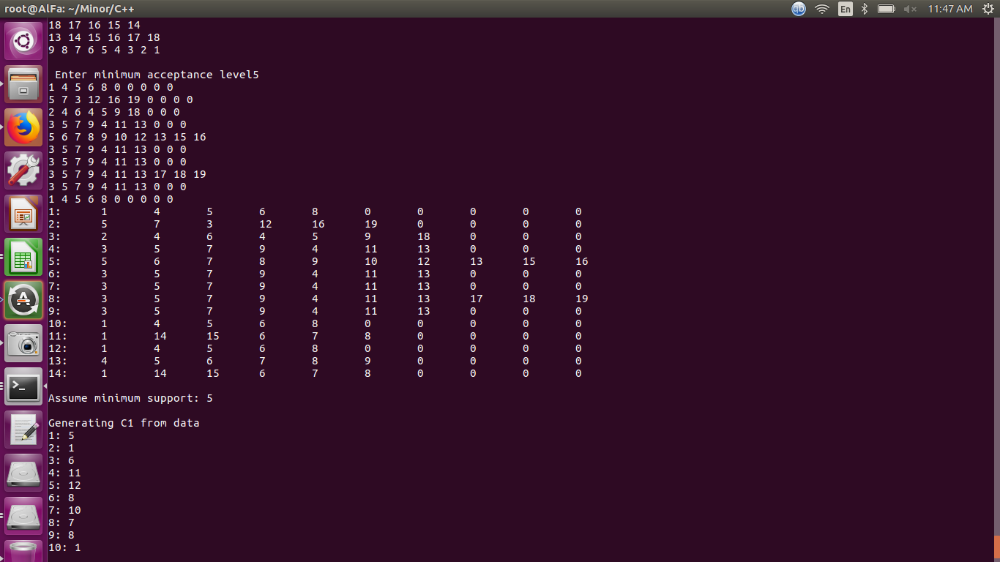 root@AlFa: ~/Minor/C++
En
11:47 AM
18 17 16 15 14
13 14 15 16 17 18
9 8 7 6 5 4 3 2 1
Enter minimum acceptance level5
1 4 5 6 8 0 0 0 0 0
5 7 3 12 16 19 0 0 0 0
2 4 6 4 5 9 18 0 0 0
3 5 7 9 4 11 13 0 0 0
5 6 7 8 9 10 12 13 15 16
3 5 7 9 4 11 13 0 0 0
3 5 7 9 4 11 13 0 0 0
3 5 7 9 4 11 13 17 18 19
3 5 7 9 4 11 13 0 0 0
1 4 5 6 8 0 0 0 0 0
1: 1 4 5 6 8 0 0 0 0 0
2: 5 7 3 12 16 19 0 0 0 0
3: 2 4 6 4 5 9 18 0 0 0
4: 3 5 7 9 4 11 13 0 0 0
5: 5 6 7 8 9 10 12 13 15 16
6: 3 5 7 9 4 11 13 0 0 0
7: 3 5 7 9 4 11 13 0 0 0
8: 3 5 7 9 4 11 13 17 18 19
9: 3 5 7 9 4 11 13 0 0 0
10: 1 4 5 6 8 0 0 0 0 0
11: 1 14 15 6 7 8 0 0 0 0
12: 1 4 5 6 8 0 0 0 0 0
13: 4 5 6 7 8 9 0 0 0 0
14: 1 14 15 6 7 8 0 0 0 0
Assume minimum support: 5
Generating C1 from data
1: 5
2: 1
3: 6
4: 11
5: 12
6: 8
7: 10
8: 7
9: 8
10: 1